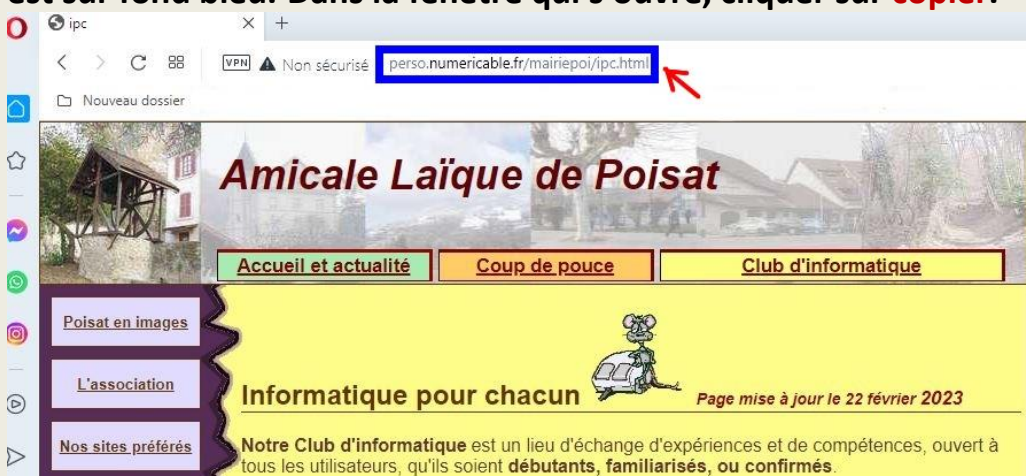 est sur fond bleu. Dans la fenêtre qui s'ouvre, cliquer sur copier.
ipc
VPN Non sécurisé perso.numericable.fr/mairiepoi/ipc.html
Nouveau dossier
Amicale Laïque de Poisat
Accueil et actualité Coup de pouce Club d'informatique
Poisat en images
L'association
Informatique pour chacun Page mise à jour le 22 février 2023
Nos sites préférés
Notre Club d'informatique est un lieu d'échange d'expériences et de compétences, ouvert à
tous les utilisateurs, qu'ils soient débutants, familiarisés, ou confirmés.